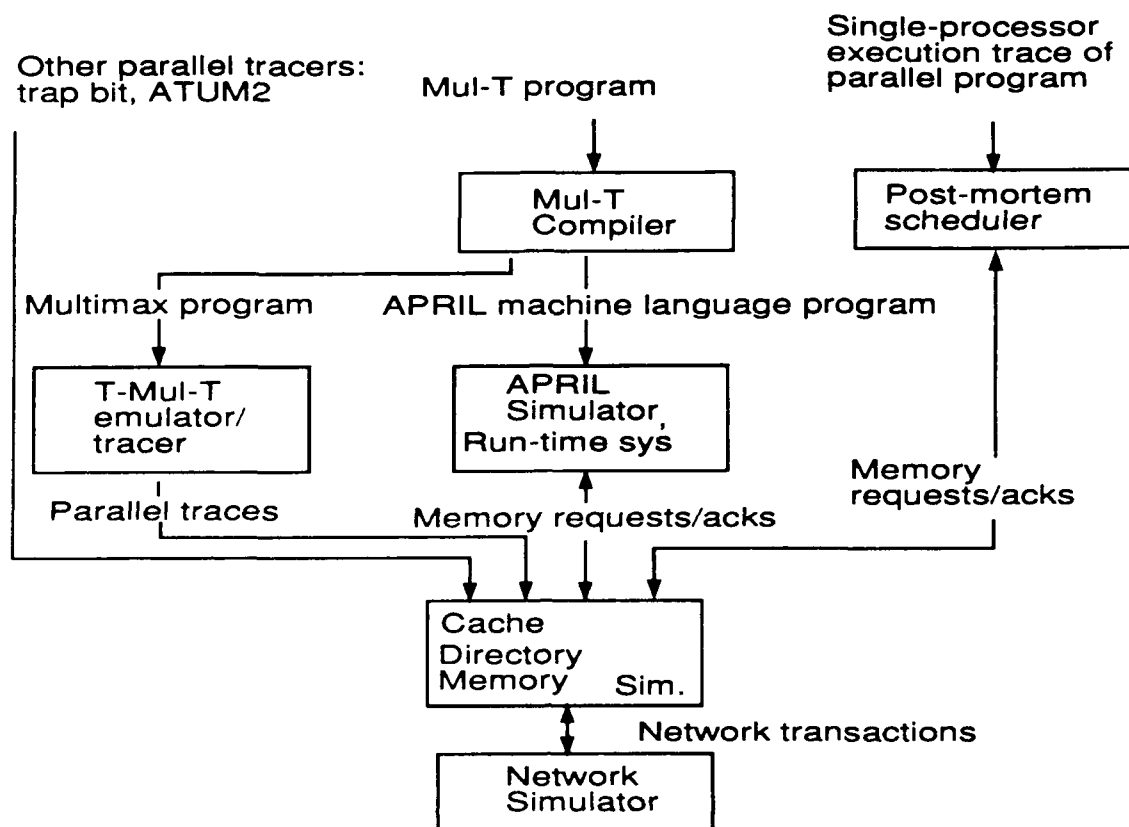 Other parallel tracers:
trap bit, ATUM2
Mul-T program
Single-processor
execution trace of
parallel program
Mul-T
Compiler
Post-mortem
scheduler
Multimax program
APRIL machine language program
T-Mul-T
emulator/
tracer
APRIL
Simulator,
Run-time sys
Parallel traces
Memory requests/acks
Memory
requests/acks
Cache
Directory
Memory
Sim.
Network transactions
Network
Simulator